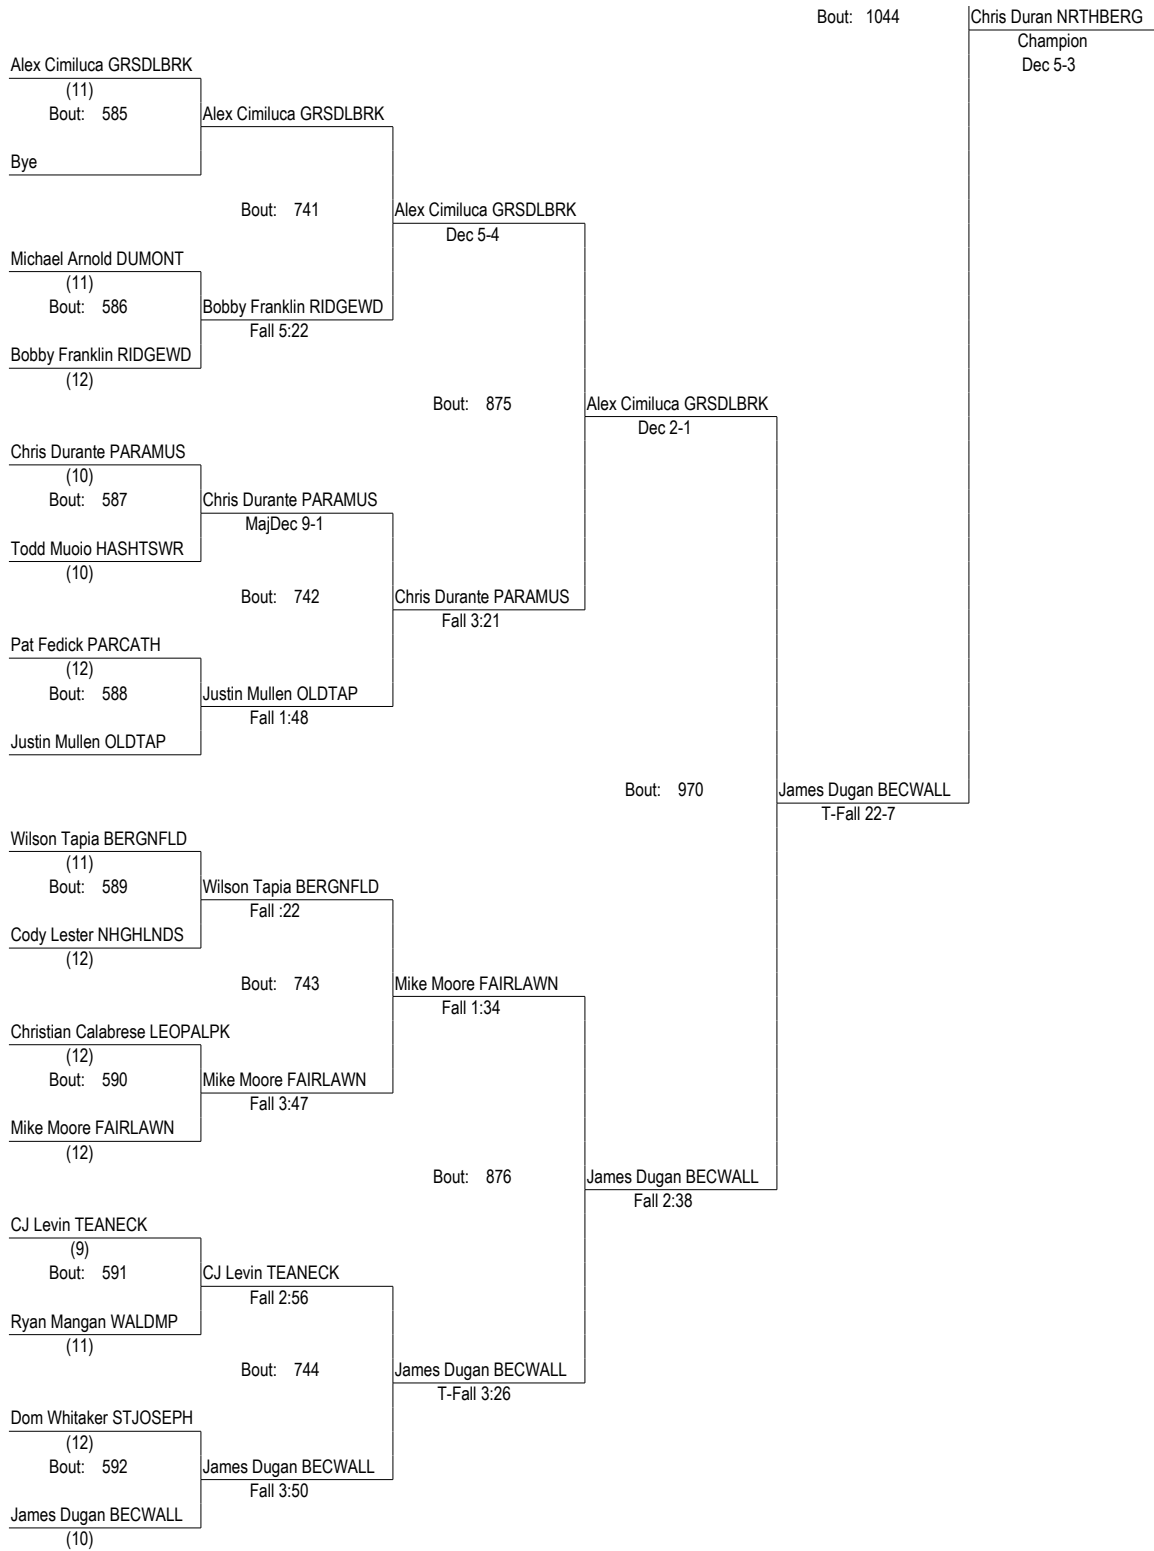 Bout: 1044
Chris Duran NRTHBERG
Champion
Dec 5-3
Alex Cimiluca GRSDLBRK
(11)
Bout: 585
Alex Cimiluca GRSDLBRK
Bye
Bout: 741
Alex Cimiluca GRSDLBRK
Dec 5-4
Michael Arnold DUMONT
(11)
Bout: 586
Bobby Franklin RIDGEWD
Fall 5:22
Bobby Franklin RIDGEWD
(12)
Bout: 875
Alex Cimiluca GRSDLBRK
Dec 2-1
Chris Durante PARAMUS
(10)
Bout: 587
Chris Durante PARAMUS
MajDec 9-1
Todd Muoio HASHTSWR
(10)
Bout: 742
Chris Durante PARAMUS
Fall 3:21
Pat Fedick PARCATH
(12)
Bout: 588
Justin Mullen OLDTAP
Fall 1:48
Justin Mullen OLDTAP
Bout: 970
James Dugan BECWALL
T-Fall 22-7
Wilson Tapia BERGNFLD
(11)
Bout: 589
Wilson Tapia BERGNFLD
Fall :22
Cody Lester NHGHLNDS
(12)
Bout: 743
Mike Moore FAIRLAWN
Fall 1:34
Christian Calabrese LEOPALPK
(12)
Bout: 590
Mike Moore FAIRLAWN
Fall 3:47
Mike Moore FAIRLAWN
(12)
Bout: 876
James Dugan BECWALL
Fall 2:38
CJ Levin TEANECK
(9)
Bout: 591
CJ Levin TEANECK
Fall 2:56
Ryan Mangan WALDMP
(11)
Bout: 744
James Dugan BECWALL
T-Fall 3:26
Dom Whitaker STJOSEPH
(12)
Bout: 592
James Dugan BECWALL
Fall 3:50
James Dugan BECWALL
(10)